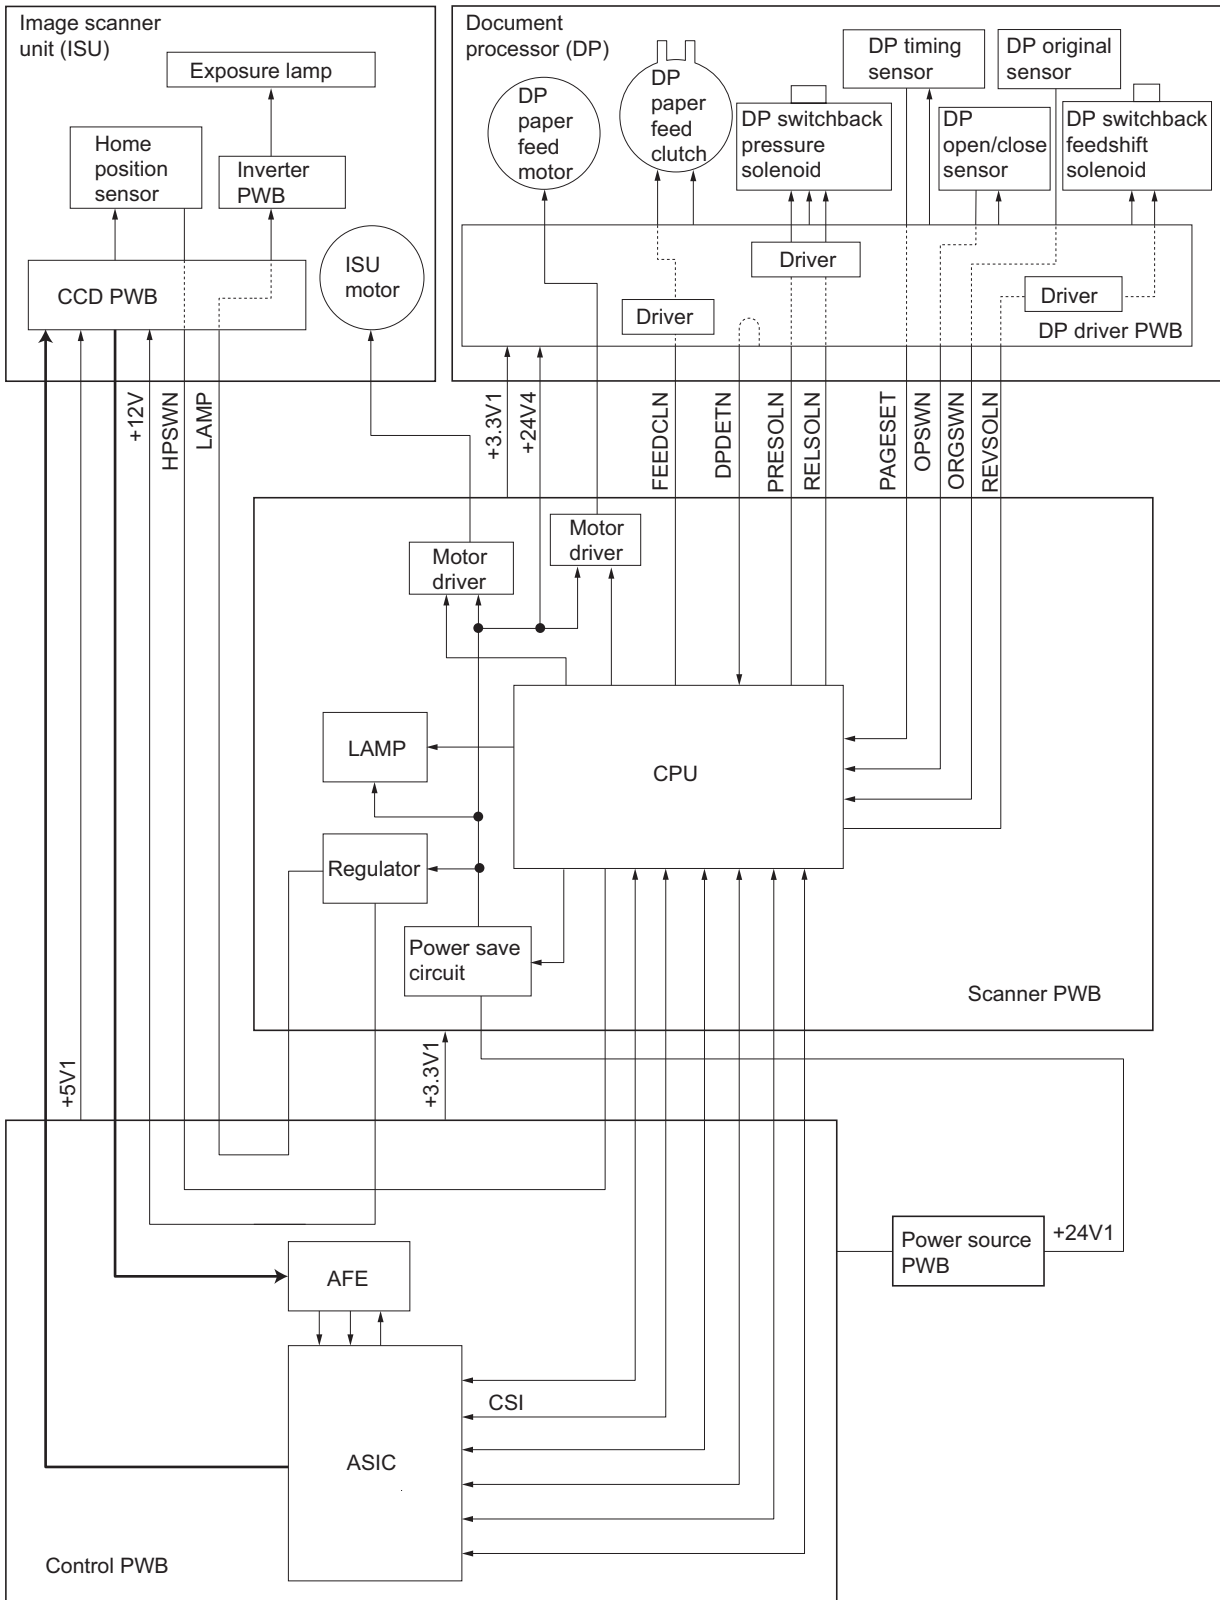 Image scanner
unit (ISU)
Exposure lamp
Home
position
sensor
Inverter
PWB
CCD PWB
ISU
motor
Document
processor (DP)
DP
paper
feed
motor
DP
paper
feed
clutch
DP switchback
pressure
solenoid
DP timing
sensor
DP original
sensor
DP
open/close
sensor
DP switchback
feedshift
solenoid
Driver
Driver
Driver
DP driver PWB
+12V
HPSWN
LAMP
+3.3V1
+24V4
FEEDCLN
DPDETN
PRESOLN
RELSOLN
PAGESET
OPSWN
ORGSWN
REVSOLN
Motor
driver
Motor
driver
LAMP
CPU
Regulator
Power save
circuit
Scanner PWB
+5V1
+3.3V1
Power source
PWB
+24V1
AFE
CSI
ASIC
Control PWB